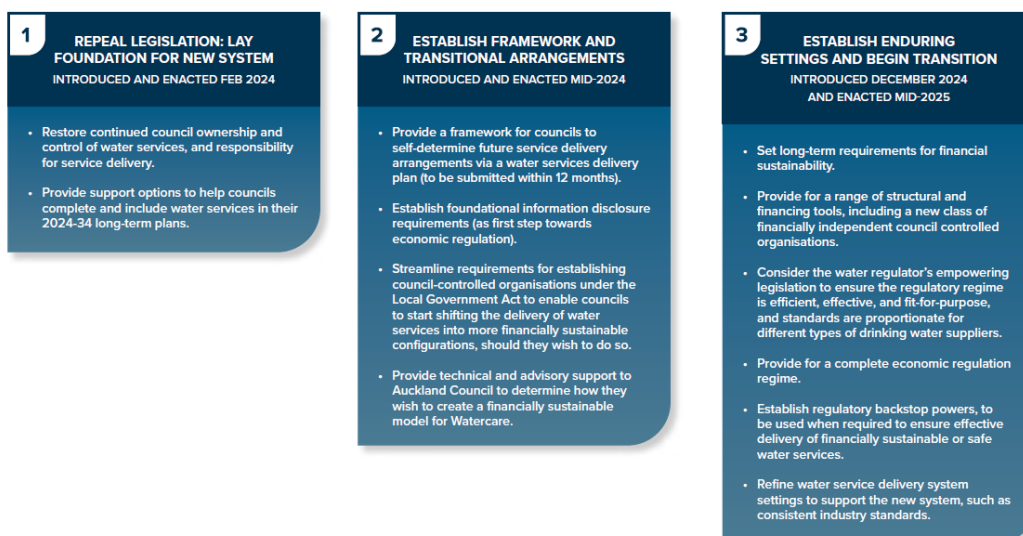 1
REPEAL LEGISLATION: LAY
FOUNDATION FOR NEW SYSTEM
INTRODUCED AND ENACTED FEB 2024
• Restore continued council ownership and
control of water services, and responsibility
for service delivery.
• Provide support options to help councils
complete and include water services in their
2024-34 long-term plans.
2
ESTABLISH FRAMEWORK AND
TRANSITIONAL ARRANGEMENTS
INTRODUCED AND ENACTED MID-2024
• Provide a framework for councils to
self-determine future service delivery
arrangements via a water services delivery
plan (to be submitted within 12 months).
• Establish foundational information disclosure
requirements (as first step towards
economic regulation).
• Streamline requirements for establishing
council-controlled organisations under the
Local Government Act to enable councils
to start shifting the delivery of water
services into more financially sustainable
configurations, should they wish to do so.
• Provide technical and advisory support to
Auckland Council to determine how they
wish to create a financially sustainable
model for Watercare.
3
ESTABLISH ENDURING
SETTINGS AND BEGIN TRANSITION
INTRODUCED DECEMBER 2024
AND ENACTED MID-2025
• Set long-term requirements for financial
sustainability.
• Provide for a range of structural and
financing tools, including a new class of
financially independent council controlled
organisations.
• Consider the water regulator's empowering
legislation to ensure the regulatory regime
is efficient, effective, and fit-for-purpose,
and standards are proportionate for
different types of drinking water suppliers.
• Provide for a complete economic regulation
regime.
• Establish regulatory backstop powers, to
be used when required to ensure effective
delivery of financially sustainable or safe
water services.
• Refine water service delivery system
settings to support the new system, such as
consistent industry standards.